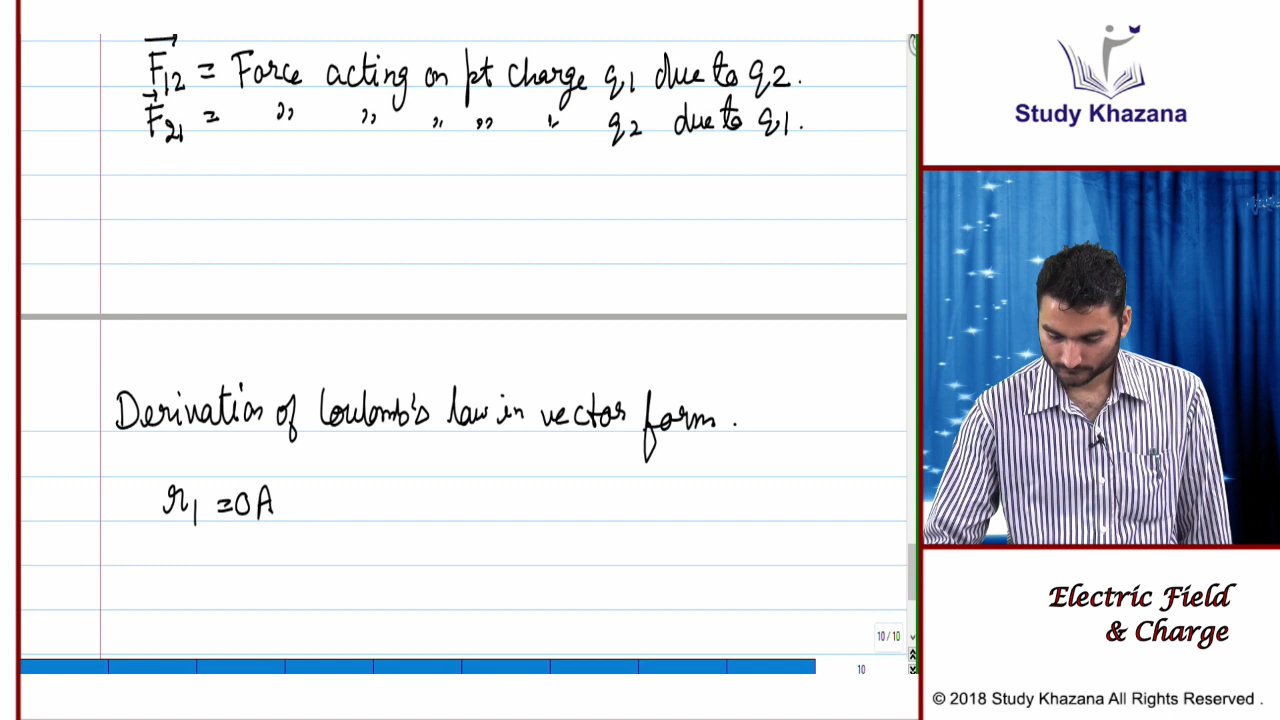 F12 = Force acting on pt charge q1 due to q2.
F21 = " " " " " q2 due to q1.
Derivation of Coulomb's law in vector form.
r1 = OA
10/10
10
Study Khazana
Electric Field
& Charge
© 2018 Study Khazana All Rights Reserved .